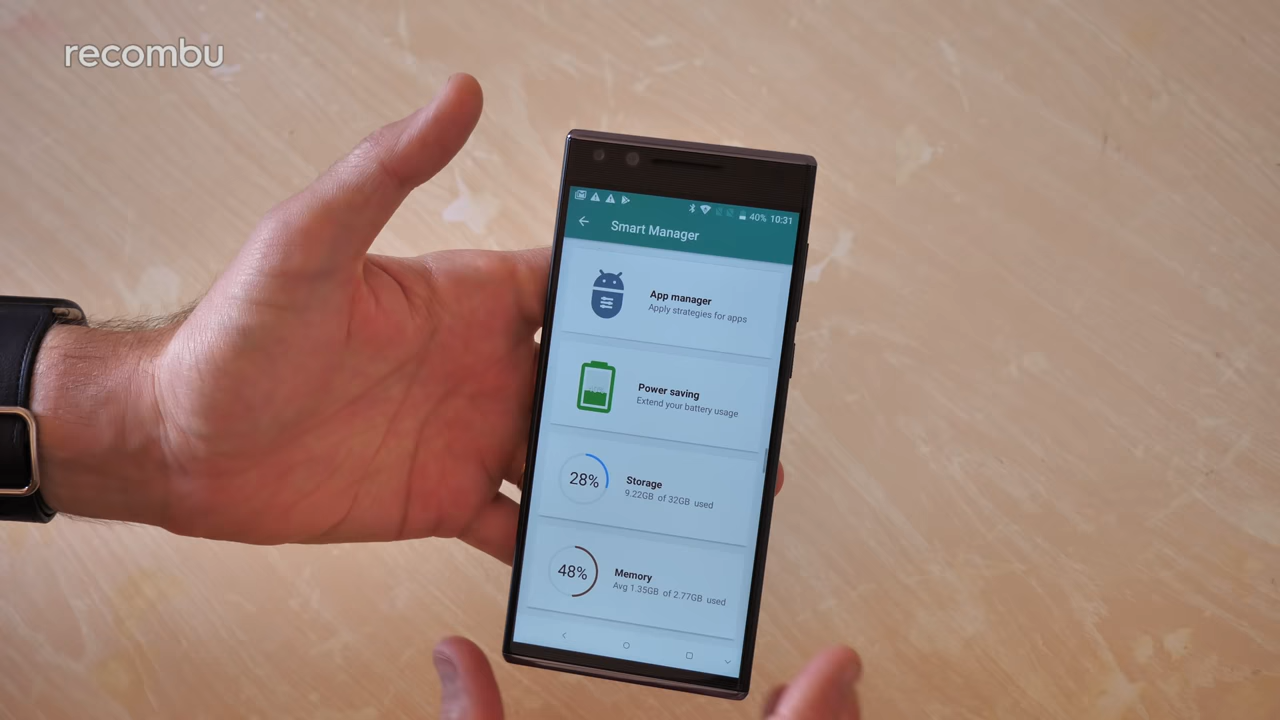 recombu
40% 10:31
Smart Manager
App manager
Apply strategies for apps
Power saving
Extend your battery usage
28%
Storage
9.22GB of 32GB used
48%
Memory
Avg 1.35GB of 2.77GB used